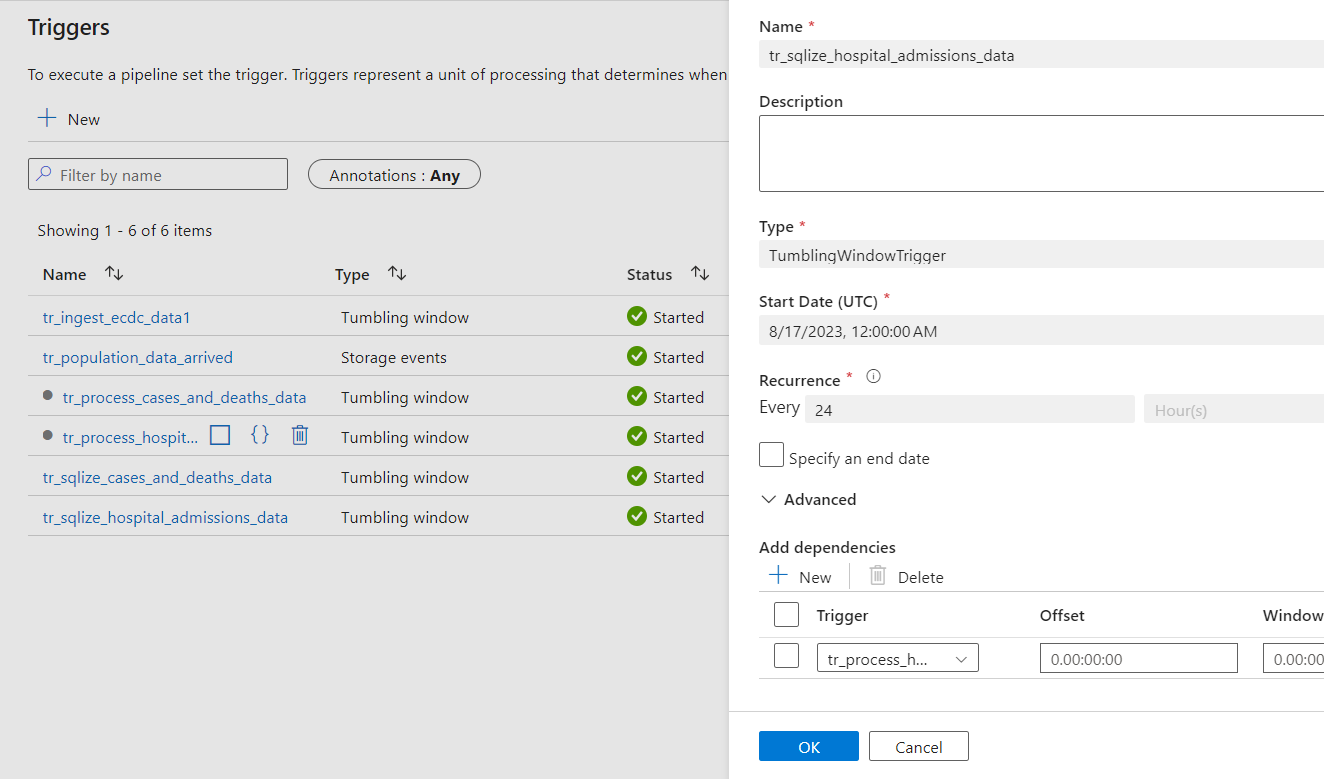 Triggers
To execute a pipeline set the trigger. Triggers represent a unit of processing that determines when
New
Filter by name
Annotations : Any
Showing 1 - 6 of 6 items
Name Type Status
tr_ingest_ecdc_data1 Tumbling window Started
tr_population_data_arrived Storage events Started
tr_process_cases_and_deaths_data Tumbling window Started
tr_process_hospit... {} Tumbling window Started
tr_sqlize_cases_and_deaths_data Tumbling window Started
tr_sqlize_hospital_admissions_data Tumbling window Started
Name *
tr_sqlize_hospital_admissions_data
Description
Type *
TumblingWindowTrigger
Start Date (UTC) *
8/17/2023, 12:00:00 AM
Recurrence *
Every 24 Hour(s)
Specify an end date
Advanced
Add dependencies
New Delete
Trigger Offset Window
tr_process_h... 0.00:00:00 0.00:00
OK Cancel